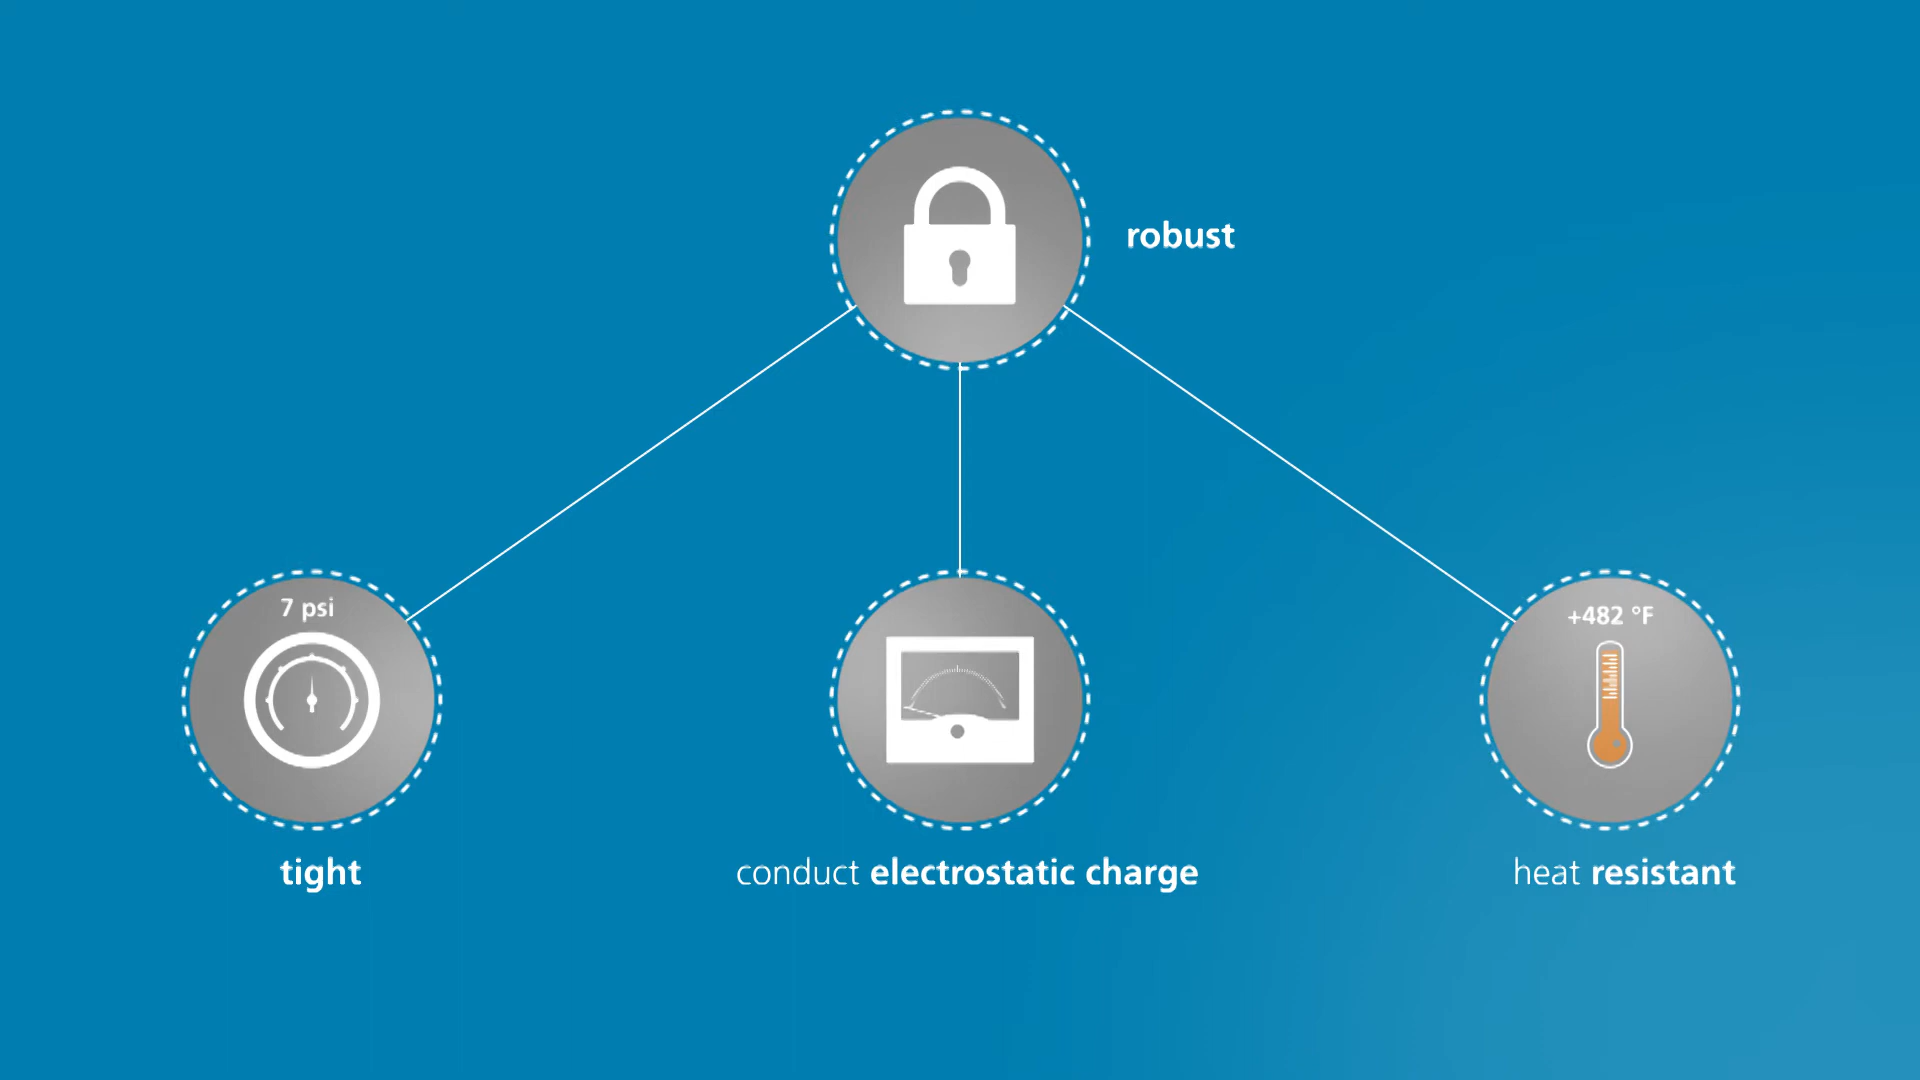 robust
7 psi
+482 °F
tight
conduct electrostatic charge
heat resistant